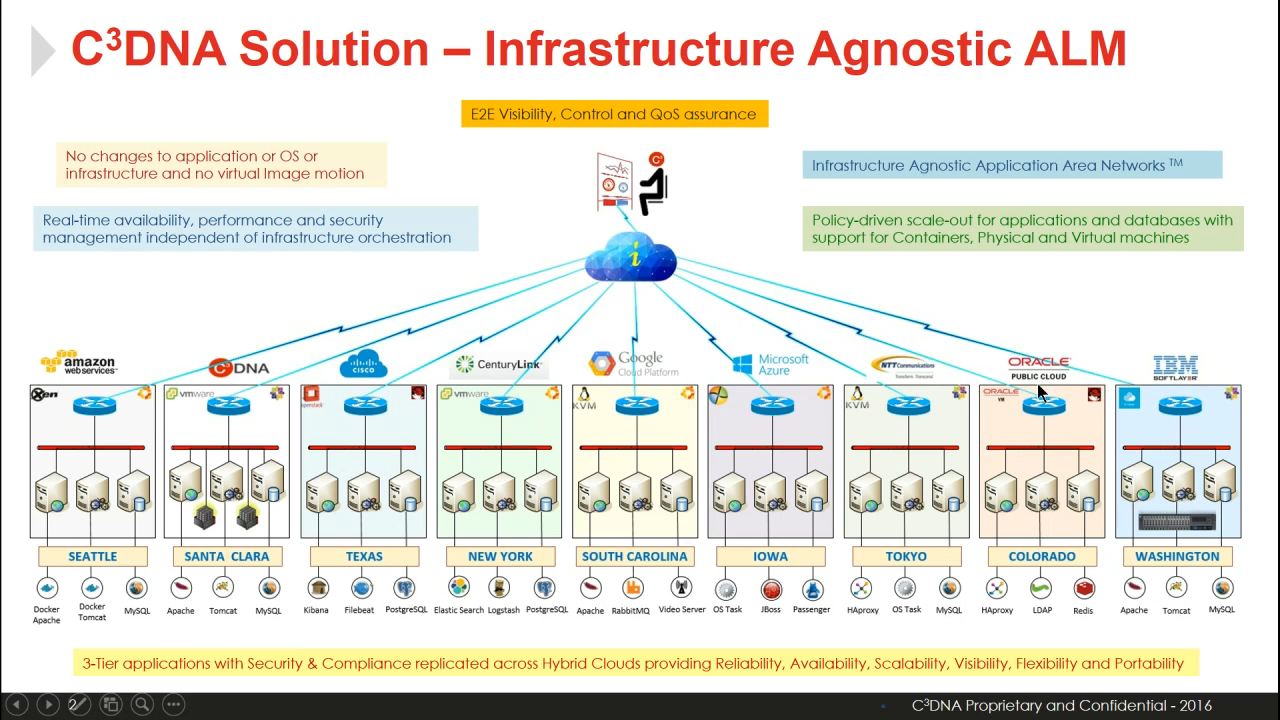 C³DNA Solution – Infrastructure Agnostic ALM
E2E Visibility, Control and QoS assurance
No changes to application or OS or
infrastructure and no virtual Image motion
Real-time availability, performance and security
management independent of infrastructure orchestration
C³
Infrastructure Agnostic Application Area Networks TM
Policy-driven scale-out for applications and databases with
support for Containers, Physical and Virtual machines
i
amazon
webservices™
C³DNA
CISCO
CenturyLink
Google
Cloud Platform
Microsoft
Azure
NTT Communications
Transform. Transcend.
ORACLE
PUBLIC CLOUD
IBM
SOFTLAYER
Xen
vmware
openstack
vmware
KVM
KVM
ORACLE
VM
SEATTLE
SANTA CLARA
TEXAS
NEW YORK
SOUTH CAROLINA
IOWA
TOKYO
COLORADO
WASHINGTON
Docker
Apache
Docker
Tomcat
MySQL
Apache
Tomcat
MySQL
Kibana
Filebeat
PostgreSQL
Elastic Search
Logstash
PostgreSQL
Apache
RabbitMQ
Video Server
OS Task
JBoss
Passenger
HAproxy
OS Task
MySQL
HAproxy
LDAP
Redis
Apache
Tomcat
MySQL
3-Tier applications with Security & Compliance replicated across Hybrid Clouds providing Reliability, Availability, Scalability, Visibility, Flexibility and Portability
2
C³DNA Proprietary and Confidential - 2016